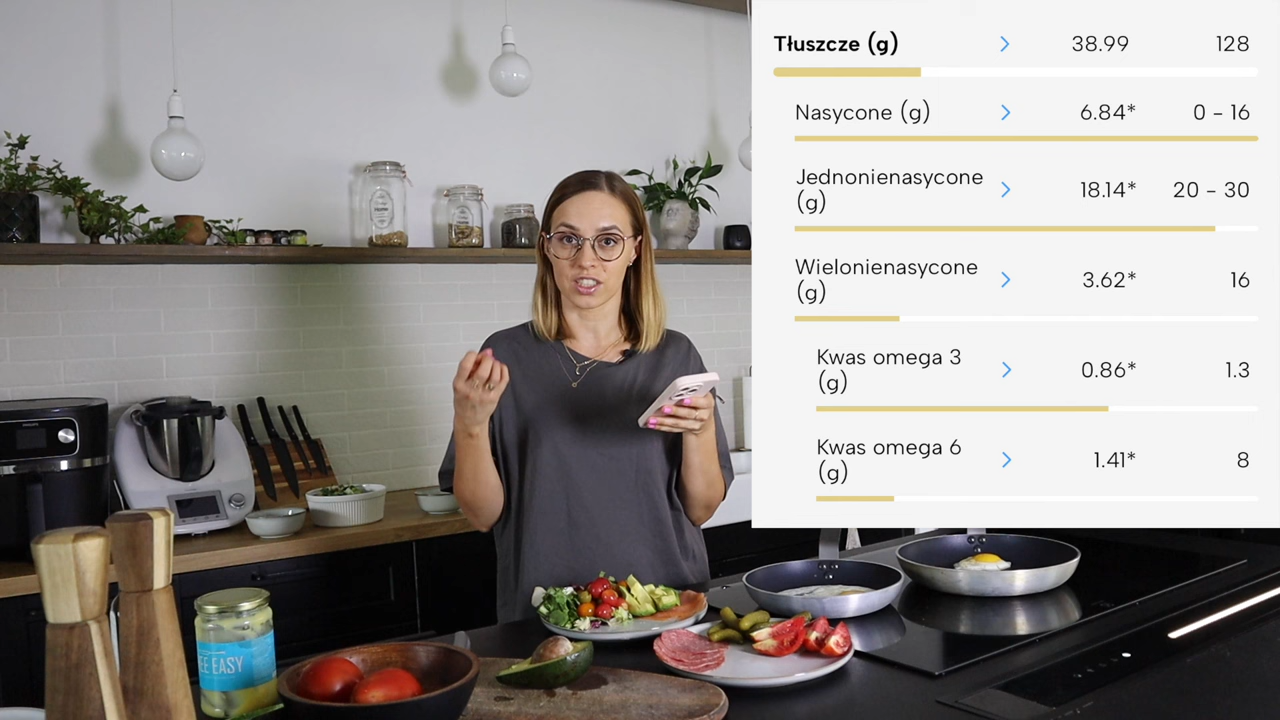 Tłuszcze (g) > 38.99 128
Nasycone (g) > 6.84* 0 - 16
Jednonienasycone
(g) > 18.14* 20 - 30
Wielonienasycone
(g) > 3.62* 16
Kwas omega 3
(g) > 0.86* 1.3
Kwas omega 6
(g) > 1.41* 8
PHILIPS
EE EASY